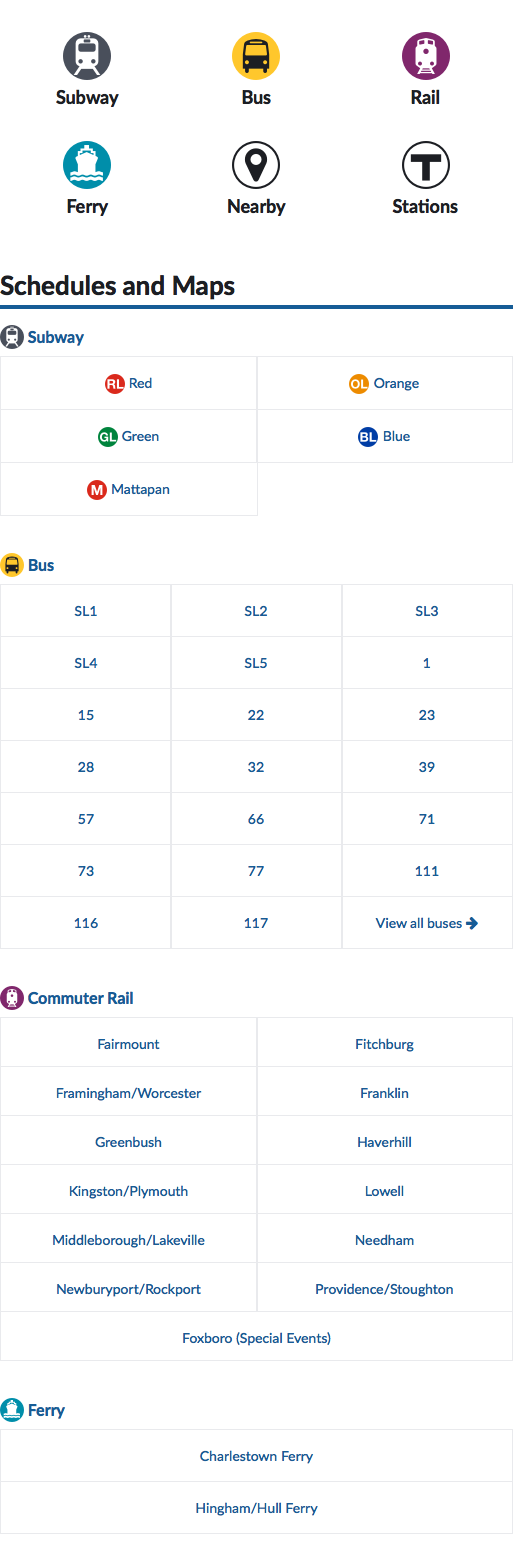 Subway Bus Rail
Ferry Nearby Stations
Schedules and Maps
Subway
RL Red OL Orange
GL Green BL Blue
M Mattapan
Bus
SL1 SL2 SL3
SL4 SL5 1
15 22 23
28 32 39
57 66 71
73 77 111
116 117 View all buses
Commuter Rail
Fairmount Fitchburg
Framingham/Worcester Franklin
Greenbush Haverhill
Kingston/Plymouth Lowell
Middleborough/Lakeville Needham
Newburyport/Rockport Providence/Stoughton
Foxboro (Special Events)
Ferry
Charlestown Ferry
Hingham/Hull Ferry